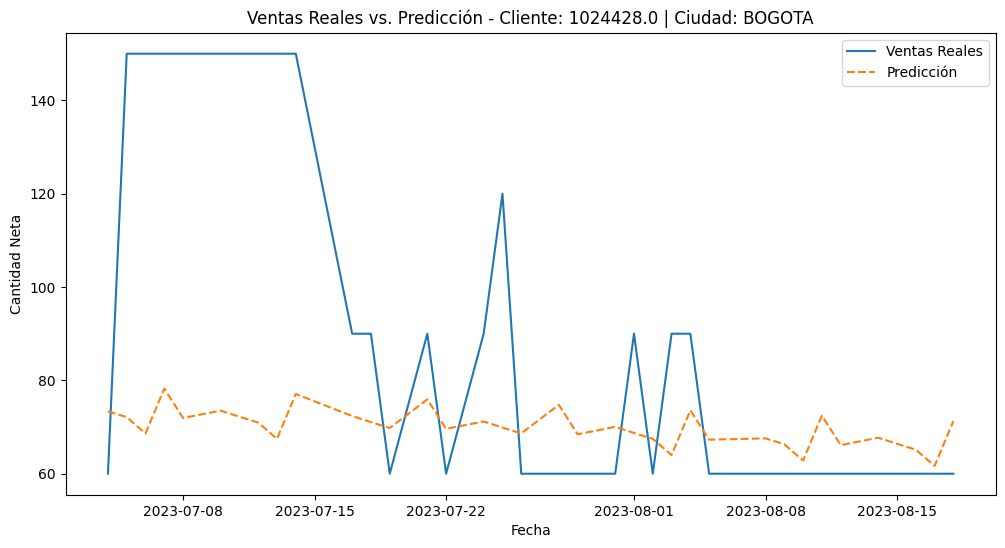 Ventas Reales vs. Predicción - Cliente: 1024428.0 | Ciudad: BOGOTA
Ventas Reales
Predicción
Cantidad Neta
140
120
100
80
60
2023-07-08
2023-07-15
2023-07-22
2023-08-01
2023-08-08
2023-08-15
Fecha